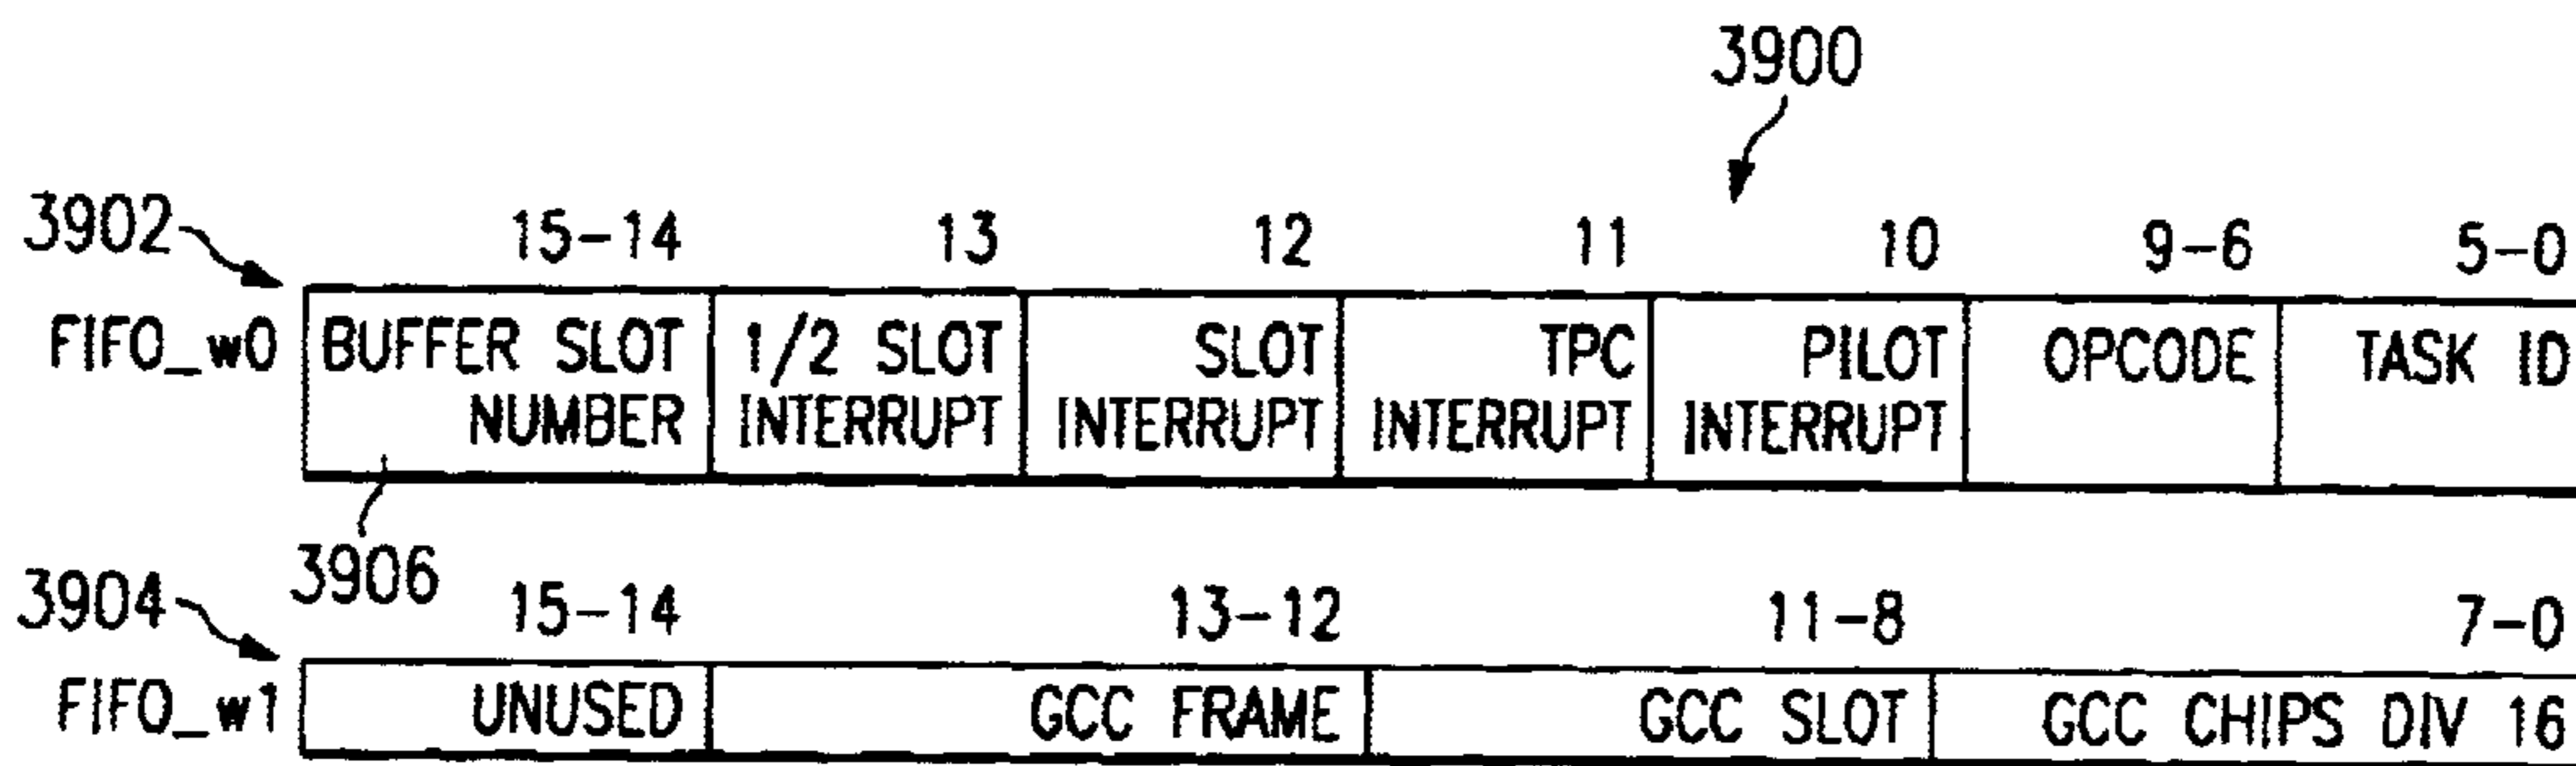 3900
3902 15-14 13 12 11 10 9-6 5-0
FIFO_w0 BUFFER SLOT 1/2 SLOT SLOT TPC PILOT OPCODE TASK ID
NUMBER INTERRUPT INTERRUPT INTERRUPT INTERRUPT
3906
3904 15-14 13-12 11-8 7-0
FIFO_w1 UNUSED GCC FRAME GCC SLOT GCC CHIPS DIV 16